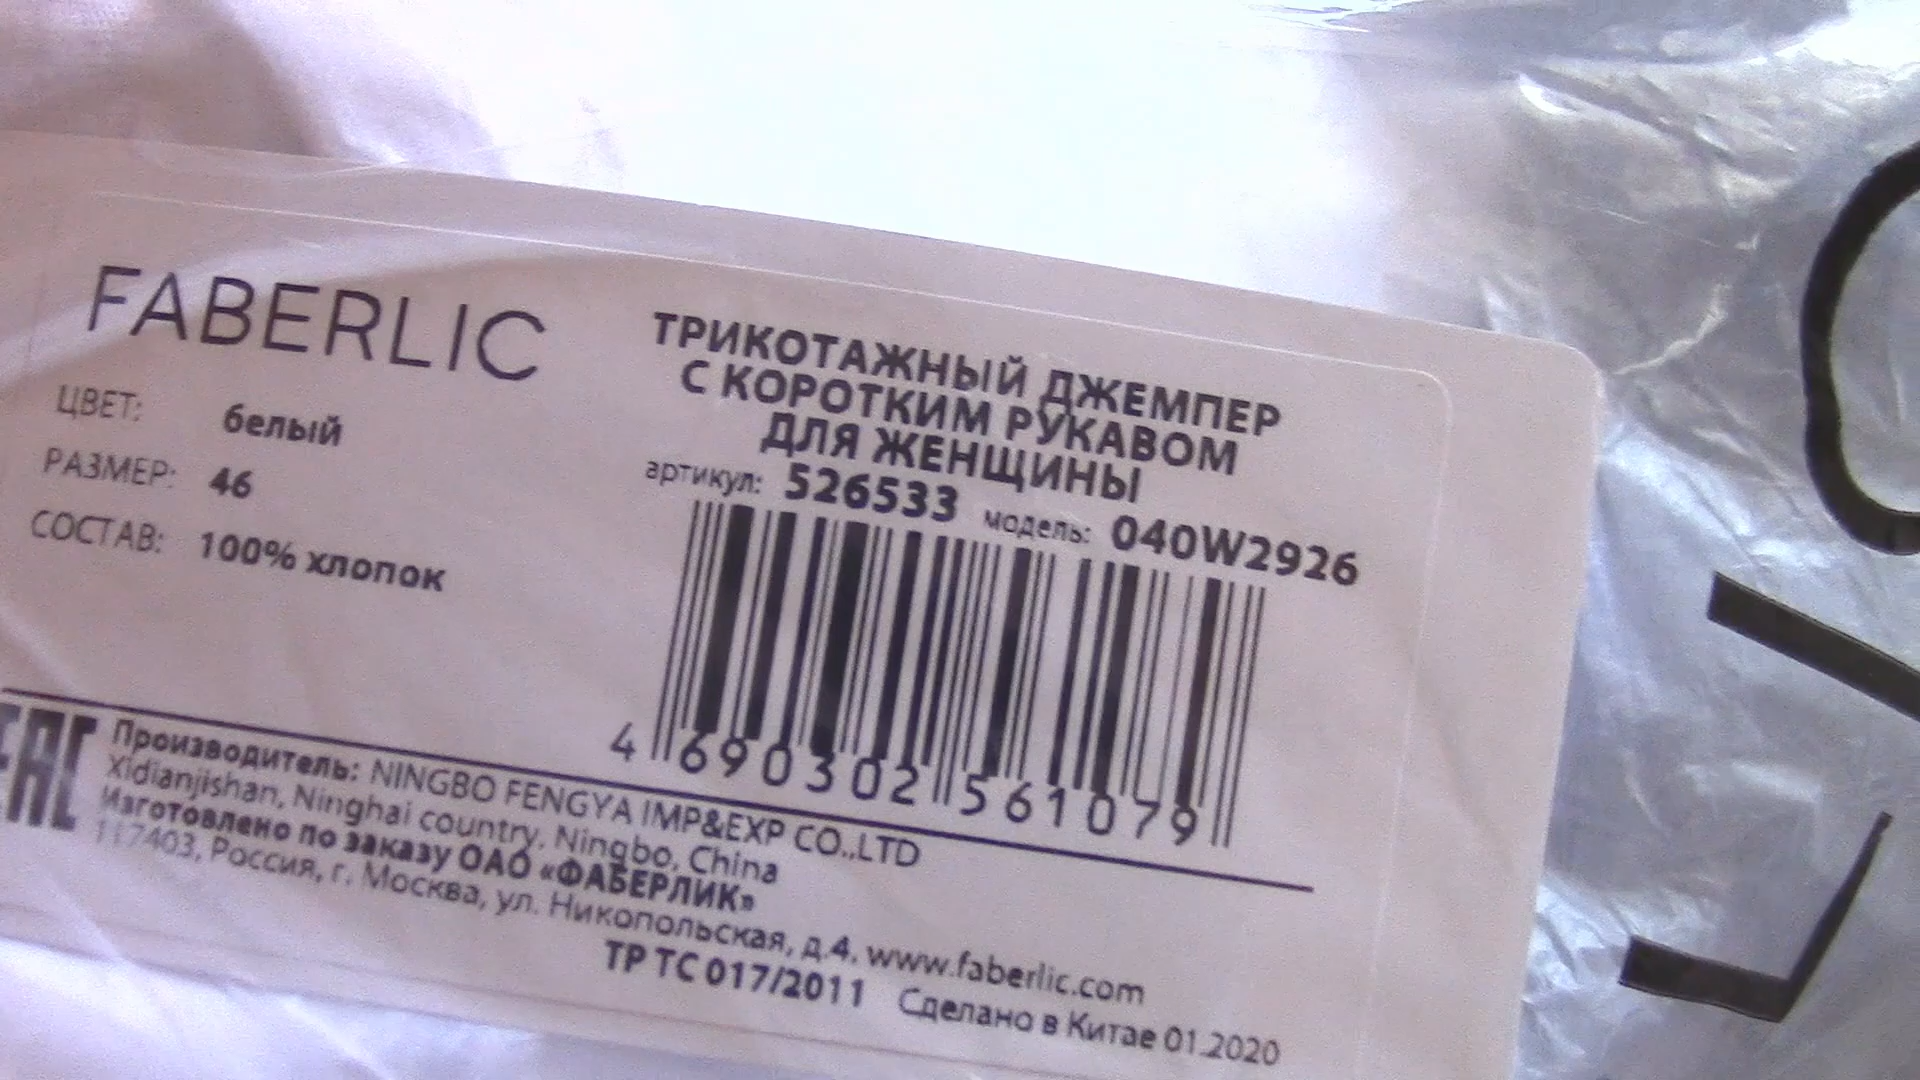 FABERLIC
ЦВЕТ: белый
РАЗМЕР: 46
СОСТАВ: 100% хлопок
ТРИКОТАЖНЫЙ ДЖЕМПЕР
С КОРОТКИМ РУКАВОМ
ДЛЯ ЖЕНЩИНЫ
артикул: 526533 модель: 040W2926
4 690302 561079
EAC
Производитель: NINGBO FENGYA IMP&EXP CO.,LTD
Xidianjishan, Ninghai country, Ningbo, China
Изготовлено по заказу ОАО «ФАБЕРЛИК»
117403, Россия, г. Москва, ул. Никопольская, д.4, www.faberlic.com
ТР ТС 017/2011 Сделано в Китае 01.2020